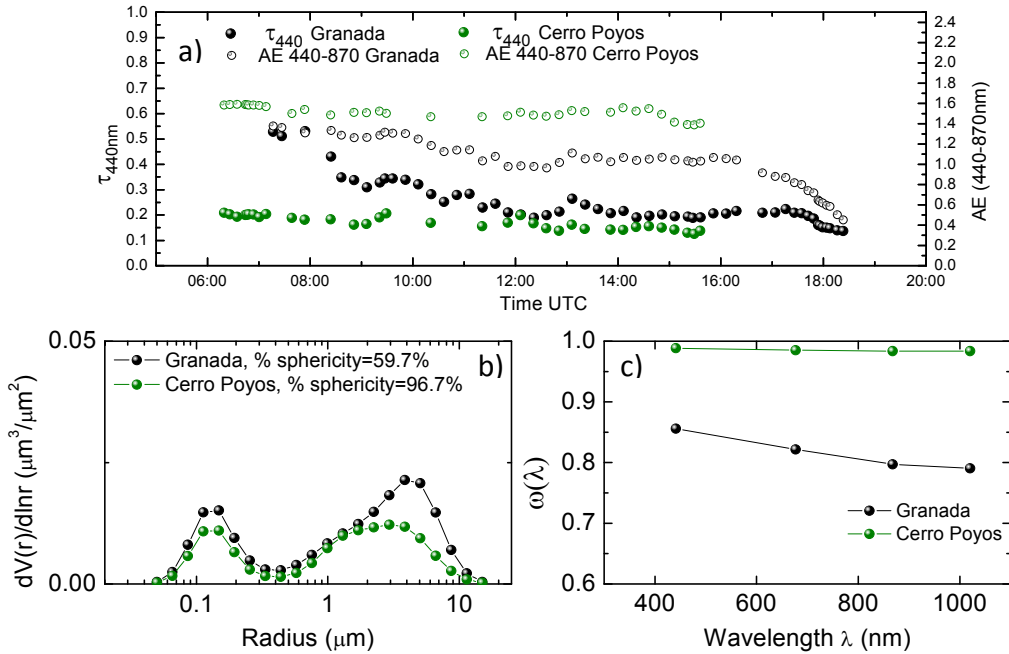 a)
τ440 Granada
τ440 Cerro Poyos
AE 440-870 Granada
AE 440-870 Cerro Poyos
τ440nm
1.0
0.9
0.8
0.7
0.6
0.5
0.4
0.3
0.2
0.1
0.0
2.4
2.2
2.0
1.8
1.6
1.4
1.2
1.0
0.8
0.6
0.4
0.2
0.0
AE (440-870nm)
06:00 08:00 10:00 12:00 14:00 16:00 18:00 20:00
Time UTC
b)
Granada, % sphericity=59.7%
Cerro Poyos, % sphericity=96.7%
dV(r)/dlnr (μm³/μm²)
0.05
0.00
0.1 1 10
Radius (μm)
c)
ω(λ)
1.0
0.9
0.8
0.7
0.6
Granada
Cerro Poyos
400 600 800 1000
Wavelength λ (nm)